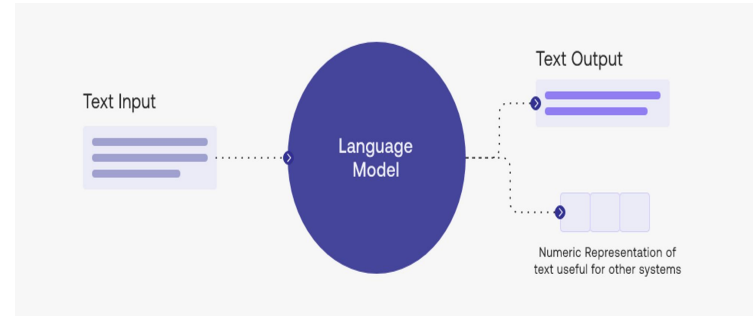 Text Input
Language
Model
Text Output
Numeric Representation of
text useful for other systems